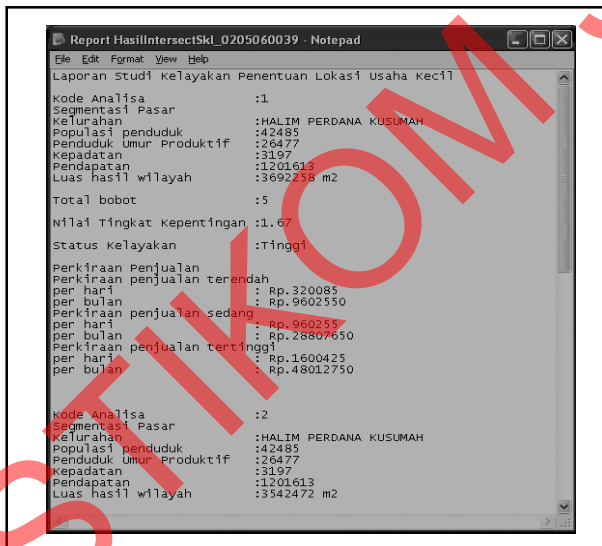 Report HasilIntersectSkl_0205060039 - Notepad
File Edit Format View Help
Laporan Studi Kelayakan Penentuan Lokasi Usaha Kecil
Kode Analisa :1
Segmentasi Pasar
Kelurahan :HALIM PERDANA KUSUMAH
Populasi penduduk :42485
Penduduk Umur Produktif :26477
Kepadatan :3197
Pendapatan :1201613
Luas hasil wilayah :3692258 m2
Total bobot :5
Nilai Tingkat Kepentingan :1.67
Status Kelayakan :Tinggi
Perkiraan Penjualan
Perkiraan penjualan terendah
per hari : Rp.320085
per bulan : Rp.9602550
Perkiraan penjualan sedang
per hari : Rp.960255
per bulan : Rp.28807650
Perkiraan penjualan tertinggi
per hari : Rp.1600425
per bulan : Rp.48012750
Kode Analisa :2
Segmentasi Pasar
Kelurahan :HALIM PERDANA KUSUMAH
Populasi penduduk :42485
Penduduk Umur Produktif :26477
Kepadatan :3197
Pendapatan :1201613
Luas hasil wilayah :3542472 m2
STIKOM S